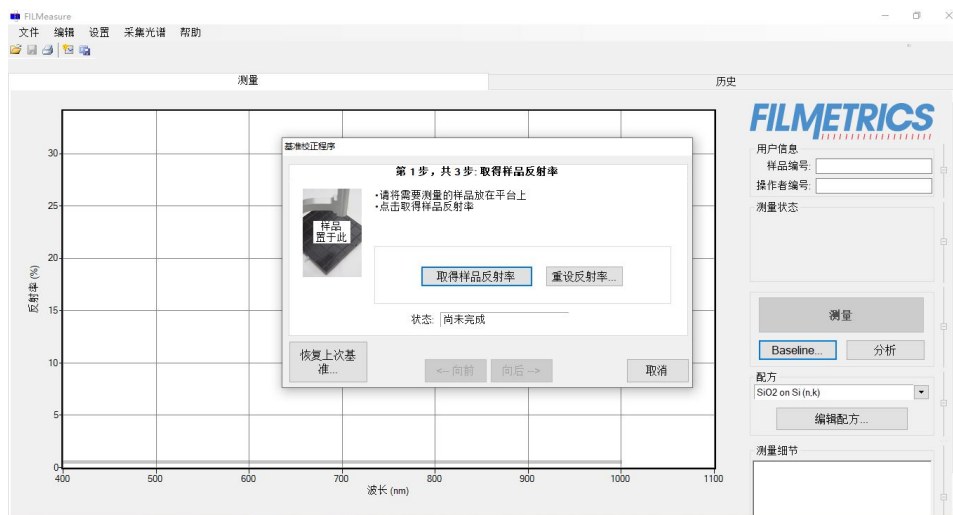 FILMeasure
文件 编辑 设置 采集光谱 帮助
测量 历史
FILMETRICS
用户信息
样品编号:
操作者编号:
测量状态
测量
Baseline... 分析
配方
SiO2 on Si (n,k)
编辑配方...
测量细节
基准校正程序
第 1步，共 3步: 取得样品反射率
•请将需要测量的样品放在平台上
•点击取得样品反射率
样品
置于此
取得样品反射率 重设反射率...
状态: 尚未完成
恢复上次基
准...
<--向前 向后-->
取消
反射率 (%)
30
25
20
15
10
5
0
400 500 600 700 800 900 1000 1100
波长 (nm)